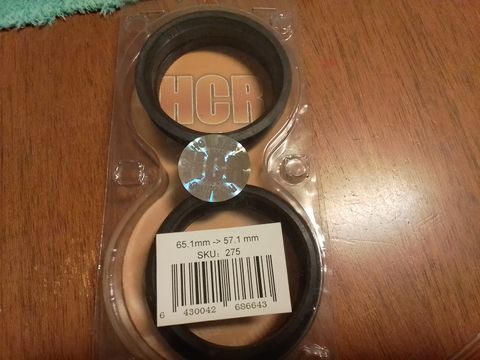 HCR
65.1mm -> 57.1 mm
SKU: 275
6 430042 686643